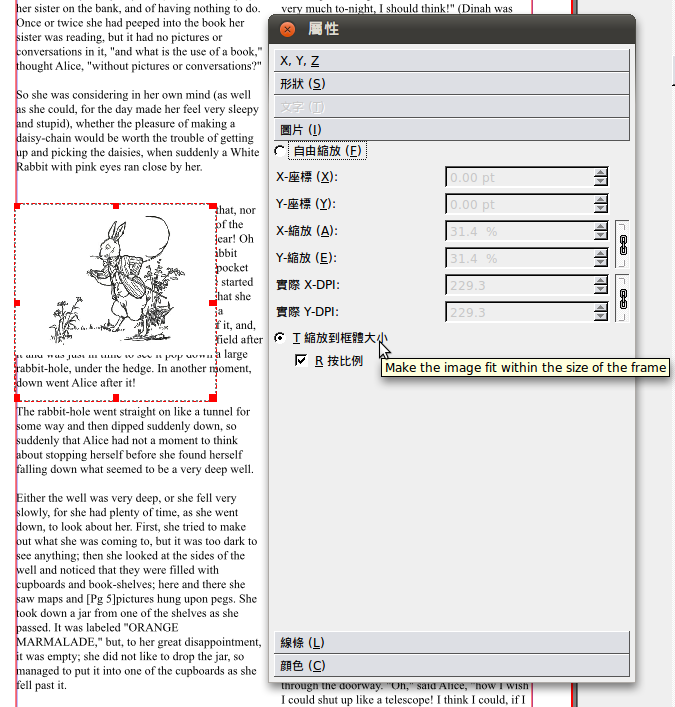 her sister on the bank, and of having nothing to do.
Once or twice she had peeped into the book her
sister was reading, but it had no pictures or
conversations in it, "and what is the use of a book,"
thought Alice, "without pictures or conversations?"
So she was considering in her own mind (as well
as she could, for the day made her feel very sleepy
and stupid), whether the pleasure of making a
daisy-chain would be worth the trouble of getting
up and picking the daisies, when suddenly a White
Rabbit with pink eyes ran close by her.
that, nor
of the
ear! Oh
bbit
pocket
started
hat she
a
f it, and,
field after
it and was just in time to see it pop down a large
rabbit-hole, under the hedge. In another moment,
down went Alice after it!
The rabbit-hole went straight on like a tunnel for
some way and then dipped suddenly down, so
suddenly that Alice had not a moment to think
about stopping herself before she found herself
falling down what seemed to be a very deep well.
Either the well was very deep, or she fell very
slowly, for she had plenty of time, as she went
down, to look about her. First, she tried to make
out what she was coming to, but it was too dark to
see anything; then she looked at the sides of the
well and noticed that they were filled with
cupboards and book-shelves; here and there she
saw maps and [Pg 5]pictures hung upon pegs. She
took down a jar from one of the shelves as she
passed. It was labeled "ORANGE
MARMALADE," but, to her great disappointment,
it was empty; she did not like to drop the jar, so
managed to put it into one of the cupboards as she
fell past it.
very much to-night, I should think!" (Dinah was
屬性
X, Y, Z
形狀 (S)
文字 (T)
圖片 (I)
自由縮放 (F)
X-座標 (X): 0.00 pt
Y-座標 (Y): 0.00 pt
X-縮放 (A): 31.4 %
Y-縮放 (E): 31.4 %
實際 X-DPI: 229.3
實際 Y-DPI: 229.3
T 縮放到框體大小
R 按比例
Make the image fit within the size of the frame
線條 (L)
顏色 (C)
through the doorway. "Oh," said Alice, "how I wish
I could shut up like a telescope! I think I could, if I